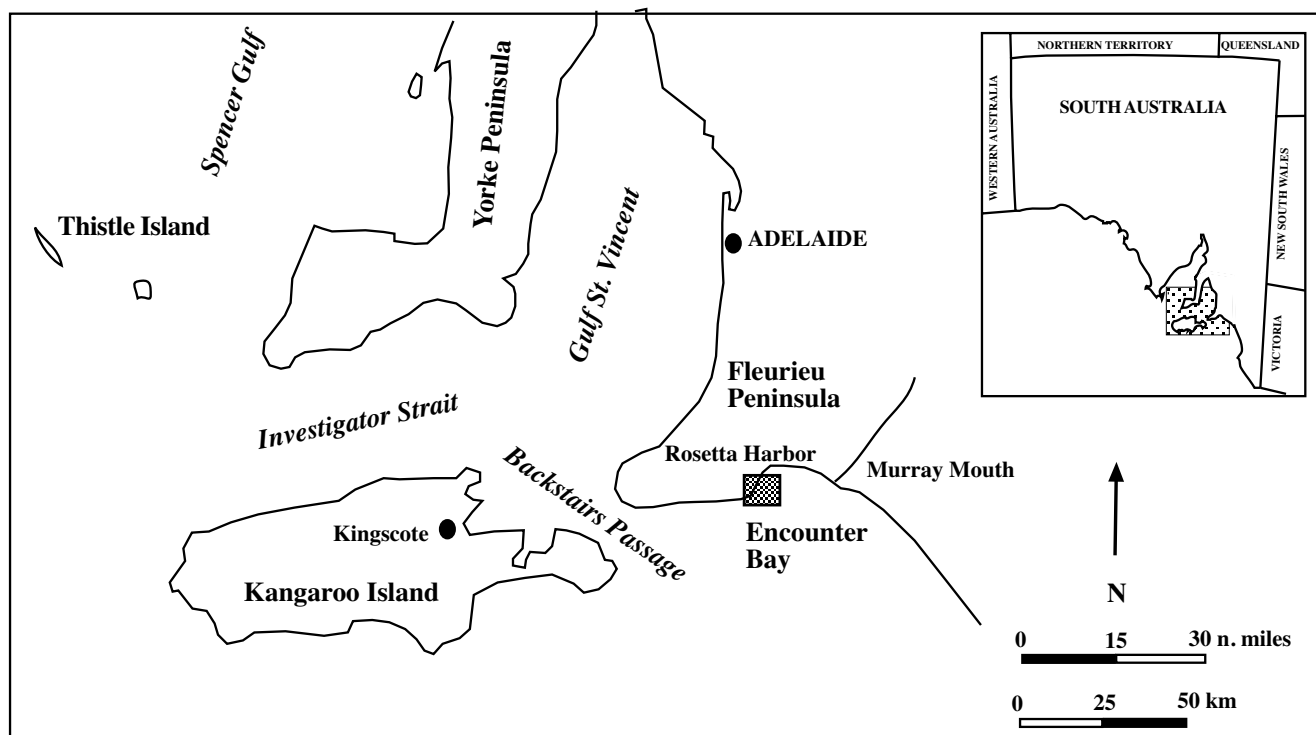 Spencer Gulf
Yorke Peninsula
Thistle Island
Gulf St. Vincent
ADELAIDE
Fleurieu
Peninsula
Investigator Strait
Backstairs Passage
Rosetta Harbor
Murray Mouth
Encounter
Bay
Kingscote
Kangaroo Island
NORTHERN TERRITORY
QUEENSLAND
WESTERN AUSTRALIA
SOUTH AUSTRALIA
NEW SOUTH WALES
VICTORIA
N
0 15 30 n. miles
0 25 50 km